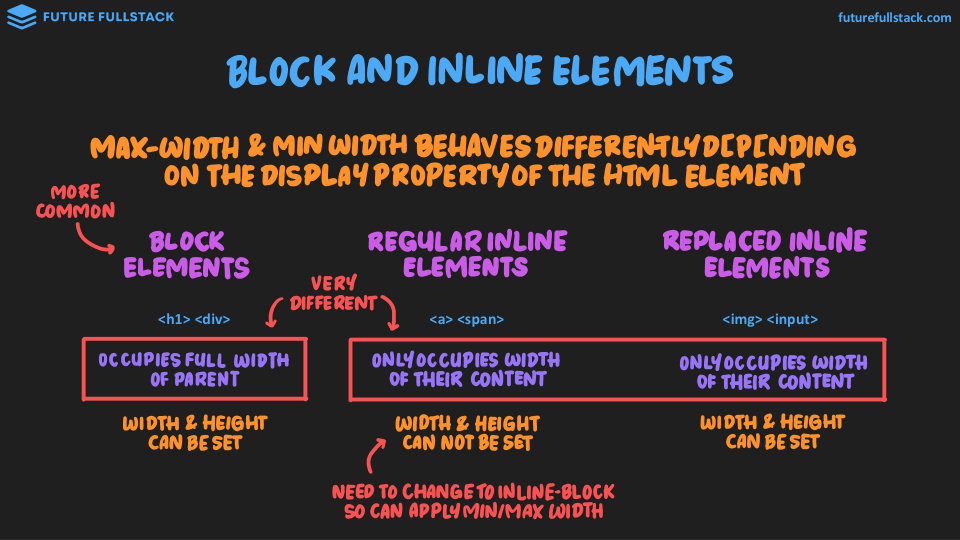 FUTURE FULLSTACK
futurefullstack.com
BLOCK AND INLINE ELEMENTS
MAX-WIDTH & MIN WIDTH BEHAVES DIFFERENTLY DEPENDING
ON THE DISPLAY PROPERTY OF THE HTML ELEMENT
MORE
COMMON
BLOCK
ELEMENTS
REGULAR INLINE
ELEMENTS
REPLACED INLINE
ELEMENTS
VERY
DIFFERENT
<h1> <div>
<a> <span>
<img> <input>
OCCUPIES FULL WIDTH
OF PARENT
ONLY OCCUPIES WIDTH
OF THEIR CONTENT
ONLY OCCUPIES WIDTH
OF THEIR CONTENT
WIDTH & HEIGHT
CAN BE SET
WIDTH & HEIGHT
CAN NOT BE SET
WIDTH & HEIGHT
CAN BE SET
NEED TO CHANGE TO INLINE-BLOCK
SO CAN APPLY MIN/MAX WIDTH